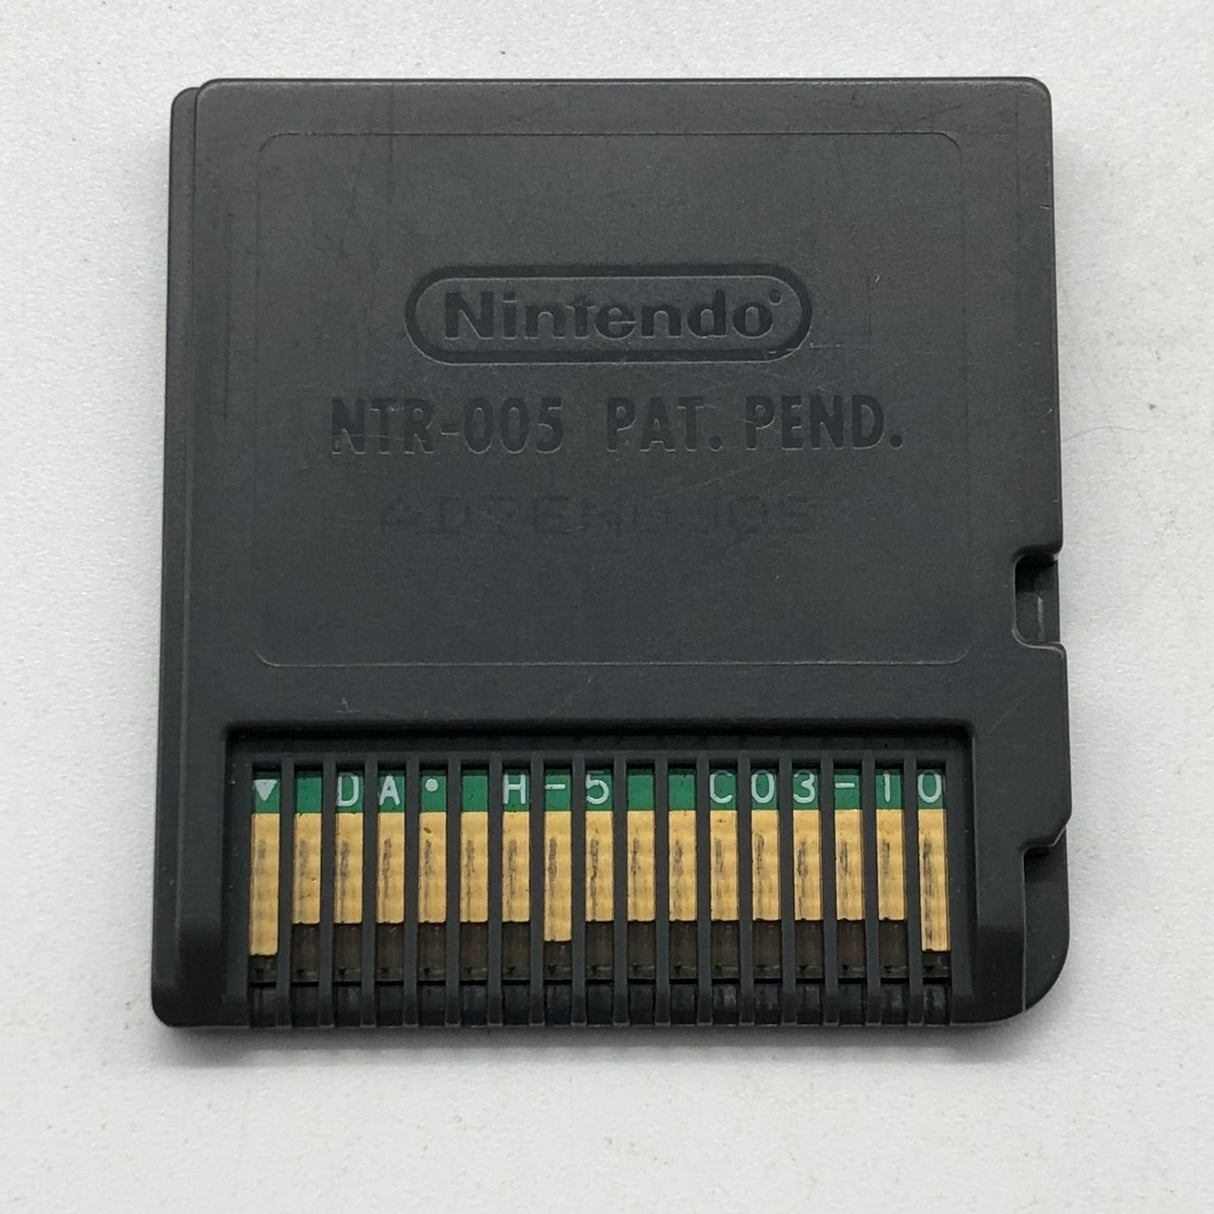 Nintendo
NTR-005 PAT. PEND.
DA • H-5 C03-10